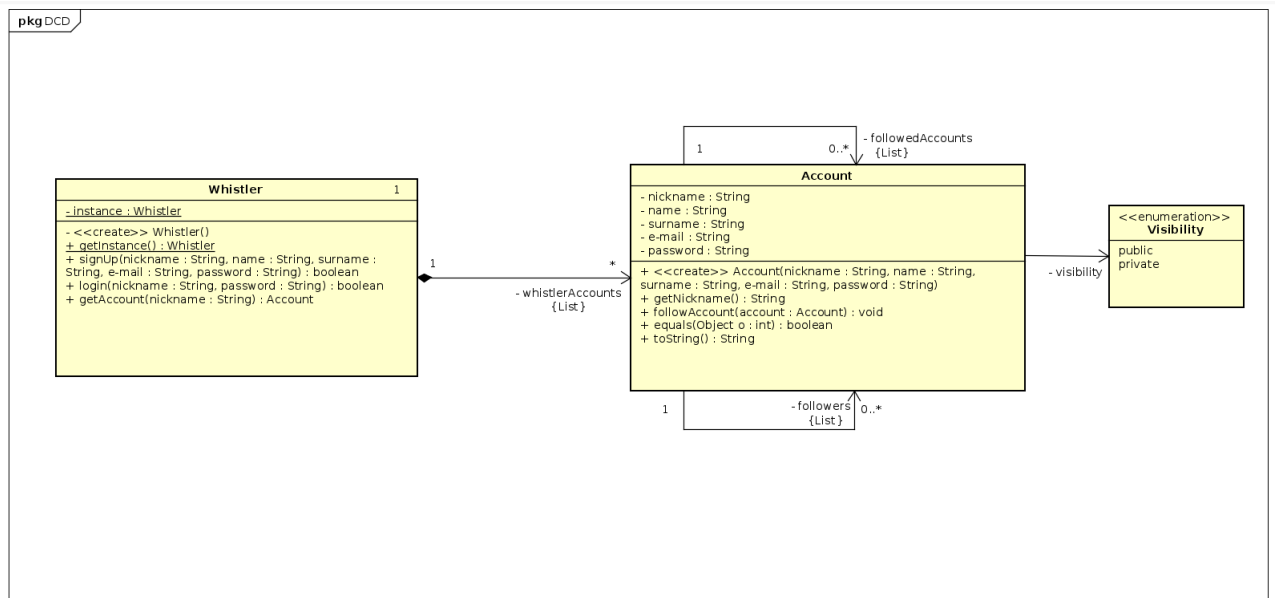 pkg DCD
Whistler 1
- instance : Whistler
- <<create>> Whistler()
+ getInstance() : Whistler
+ signUp(nickname : String, name : String, surname :
String, e-mail : String, password : String) : boolean
+ login(nickname : String, password : String) : boolean
+ getAccount(nickname : String) : Account
1
*
- whistlerAccounts
{List}
1
0..*
- followedAccounts
{List}
Account
- nickname : String
- name : String
- surname : String
- e-mail : String
- password : String
+ <<create>> Account(nickname : String, name : String,
surname : String, e-mail : String, password : String)
+ getNickname() : String
+ followAccount(account : Account) : void
+ equals(Object o : int) : boolean
+ toString() : String
1
- followers
{List}
0..*
- visibility
<<enumeration>>
Visibility
public
private